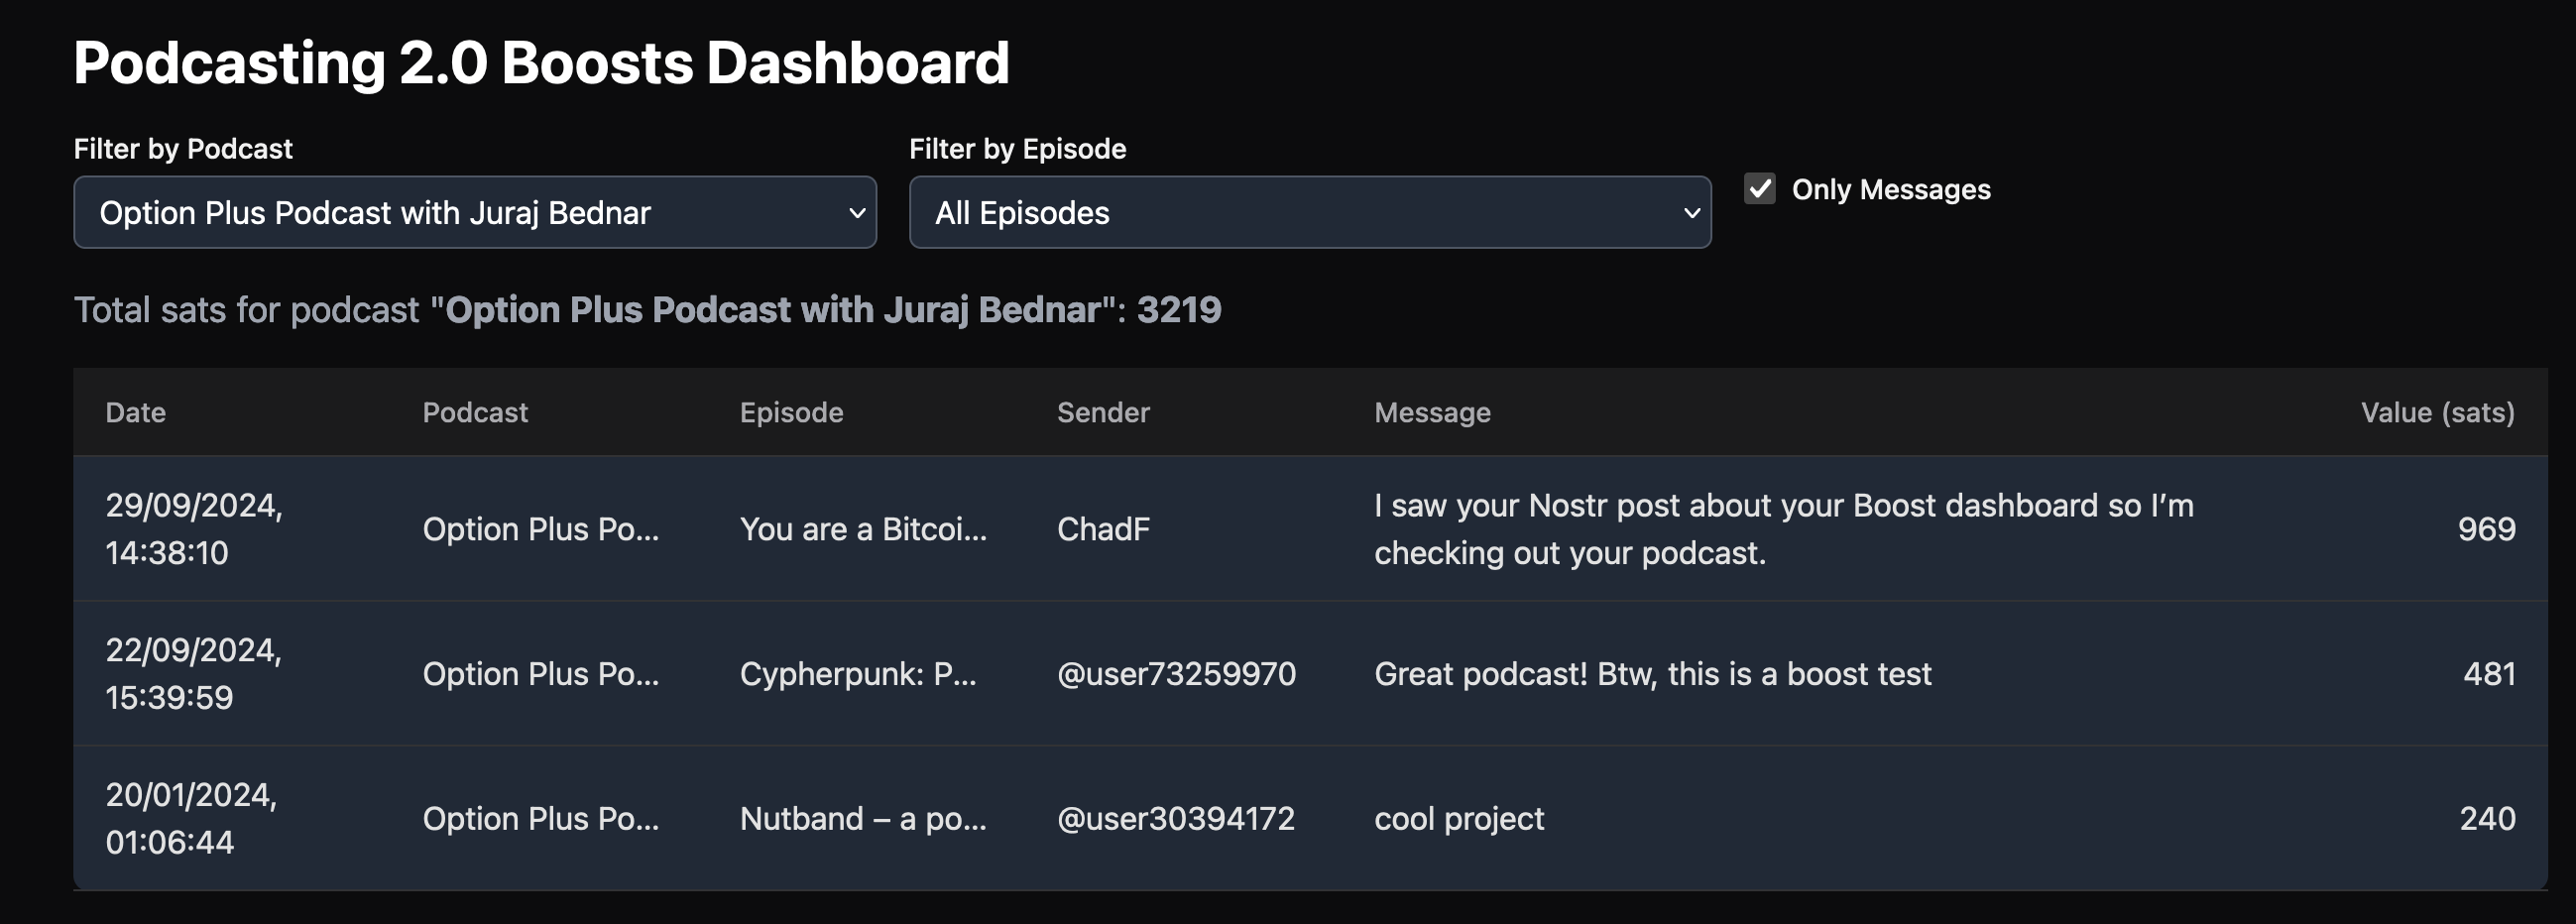 Podcasting 2.0 Boosts Dashboard
Filter by Podcast
Filter by Episode
Option Plus Podcast with Juraj Bednar
All Episodes
Only Messages
Total sats for podcast "Option Plus Podcast with Juraj Bednar": 3219
Date Podcast Episode Sender Message Value (sats)
29/09/2024,
14:38:10
Option Plus Po...
You are a Bitcoi...
ChadF
I saw your Nostr post about your Boost dashboard so I’m
checking out your podcast.
969
22/09/2024,
15:39:59
Option Plus Po...
Cypherpunk: P...
@user73259970
Great podcast! Btw, this is a boost test
481
20/01/2024,
01:06:44
Option Plus Po...
Nutband – a po...
@user30394172
cool project
240